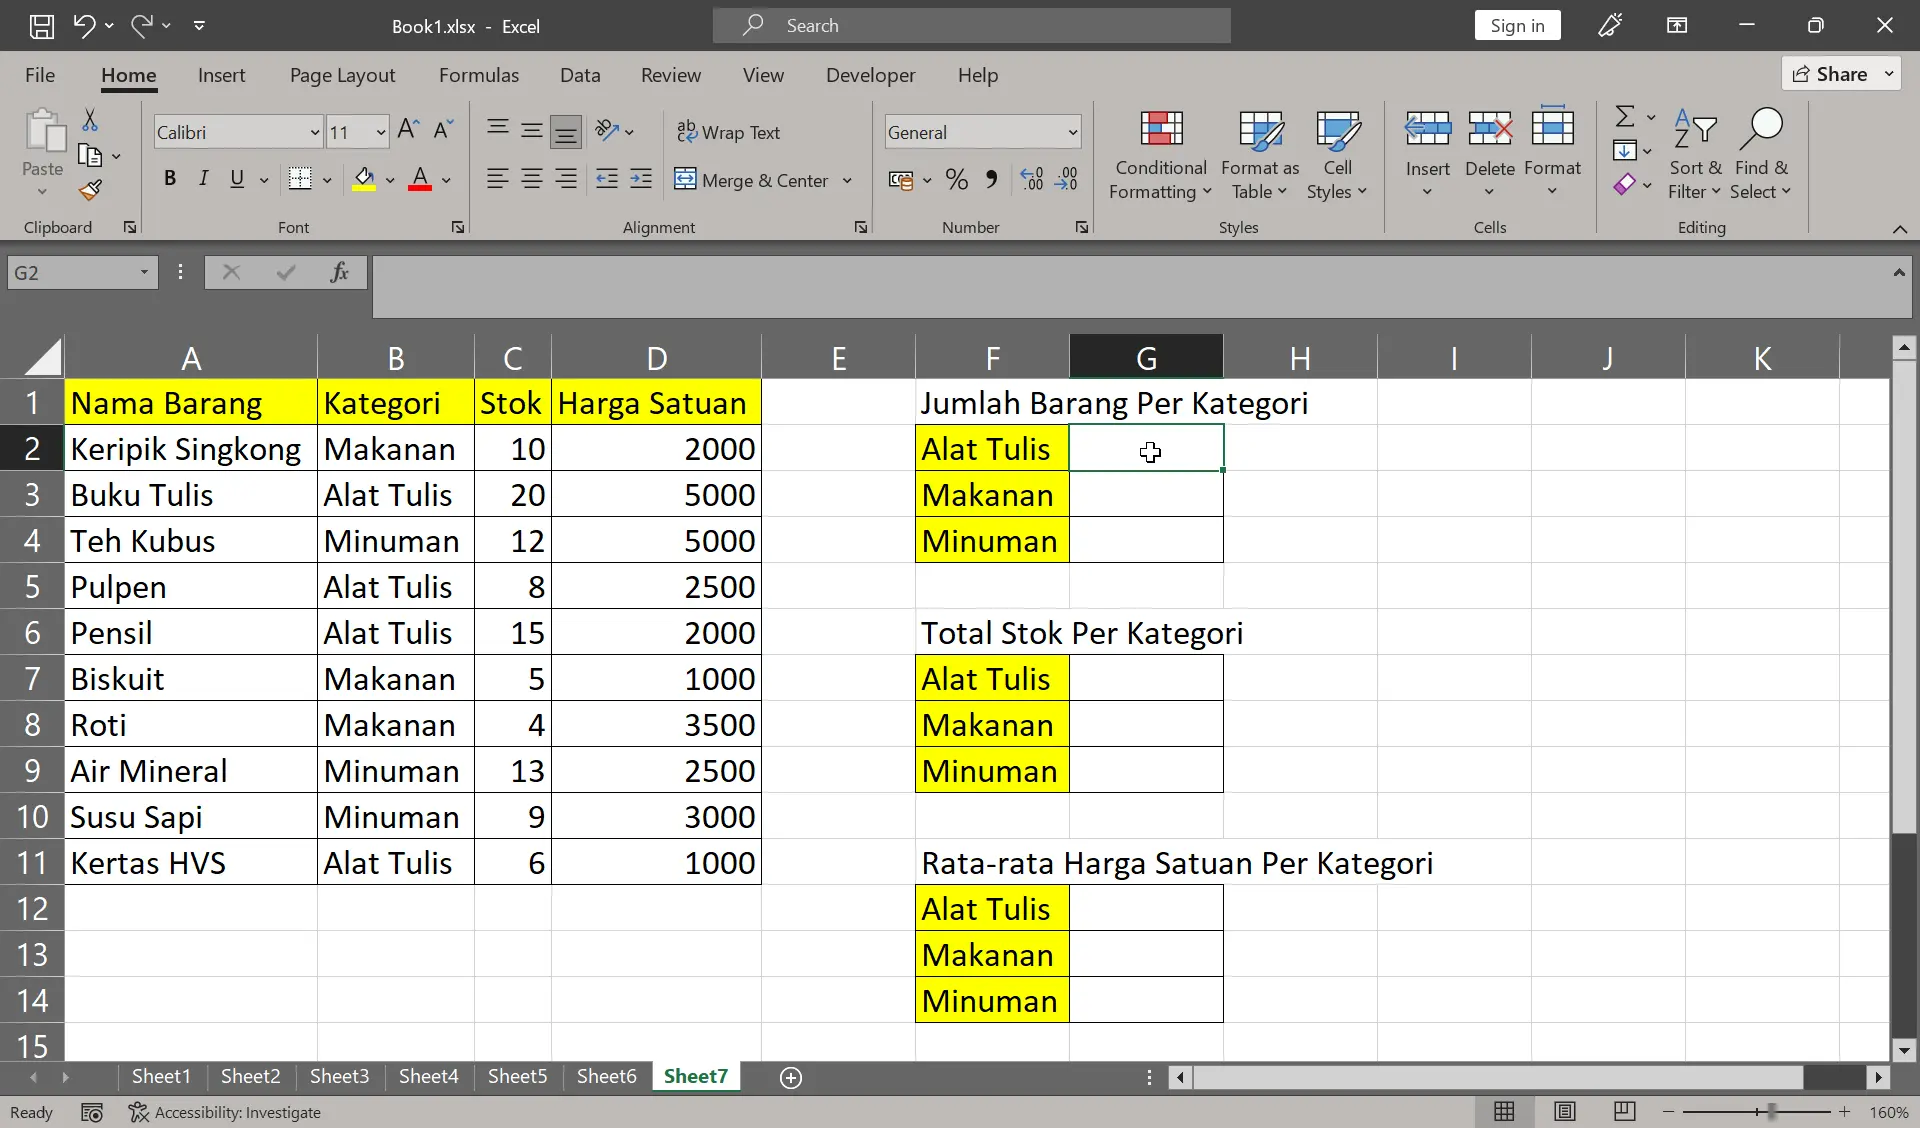 Book1.xlsx - Excel
Search
Sign in
File Home Insert Page Layout Formulas Data Review View Developer Help
Share
Paste
Calibri 11
B I U A
Wrap Text
Merge & Center
General
Conditional Formatting
Format as Table
Cell Styles
Insert Delete Format
Sort & Filter
Find & Select
Clipboard Font Alignment Number Styles Cells Editing
G2 fx
A B C D E F G H I J K
1 Nama Barang Kategori Stok Harga Satuan Jumlah Barang Per Kategori
2 Keripik Singkong Makanan 10 2000 Alat Tulis
3 Buku Tulis Alat Tulis 20 5000 Makanan
4 Teh Kubus Minuman 12 5000 Minuman
5 Pulpen Alat Tulis 8 2500
6 Pensil Alat Tulis 15 2000 Total Stok Per Kategori
7 Biskuit Makanan 5 1000 Alat Tulis
8 Roti Makanan 4 3500 Makanan
9 Air Mineral Minuman 13 2500 Minuman
10 Susu Sapi Minuman 9 3000
11 Kertas HVS Alat Tulis 6 1000 Rata-rata Harga Satuan Per Kategori
12 Alat Tulis
13 Makanan
14 Minuman
15
Sheet1 Sheet2 Sheet3 Sheet4 Sheet5 Sheet6 Sheet7
Ready Accessibility: Investigate 160%